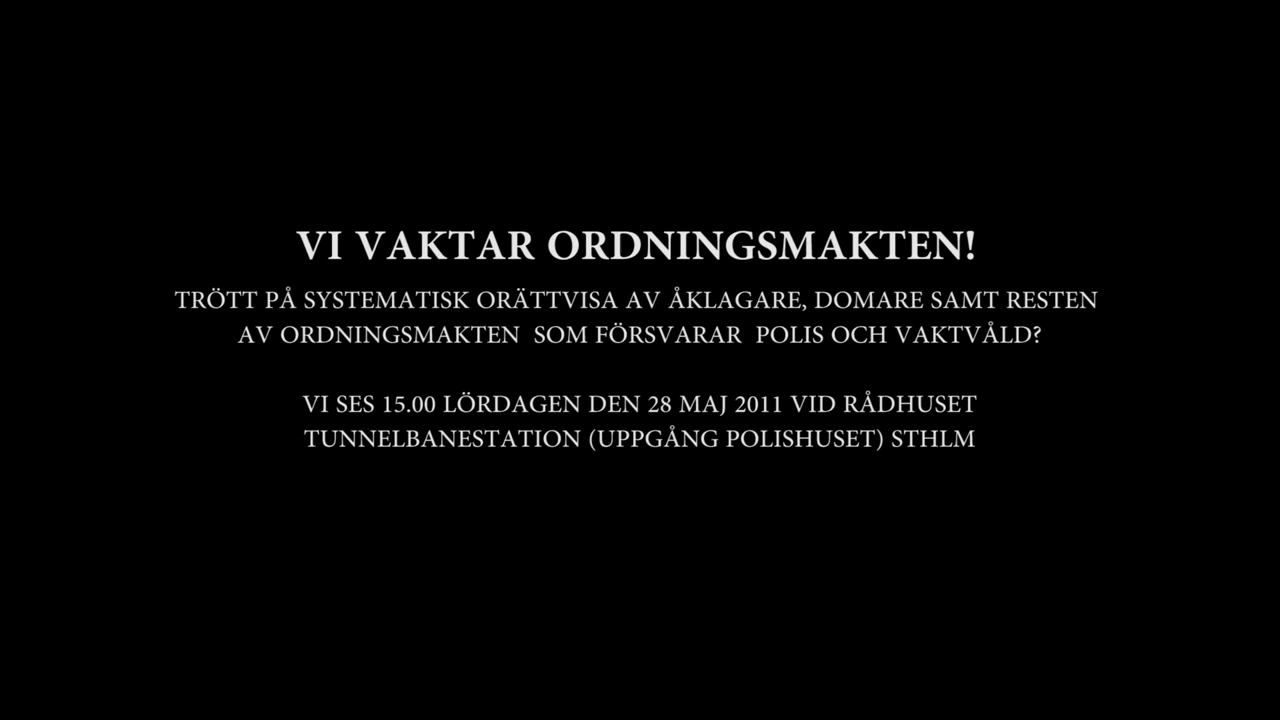 VI VAKTAR ORDNINGSMAKTEN!
TRÖTT PÅ SYSTEMATISK ORÄTTVISA AV ÅKLAGARE, DOMARE SAMT RESTEN
AV ORDNINGSMAKTEN SOM FÖRSVARAR POLIS OCH VAKTVÅLD?
VI SES 15.00 LÖRDAGEN DEN 28 MAJ 2011 VID RÅDHUSET
TUNNELBANESTATION (UPPGÅNG POLISHUSET) STHLM